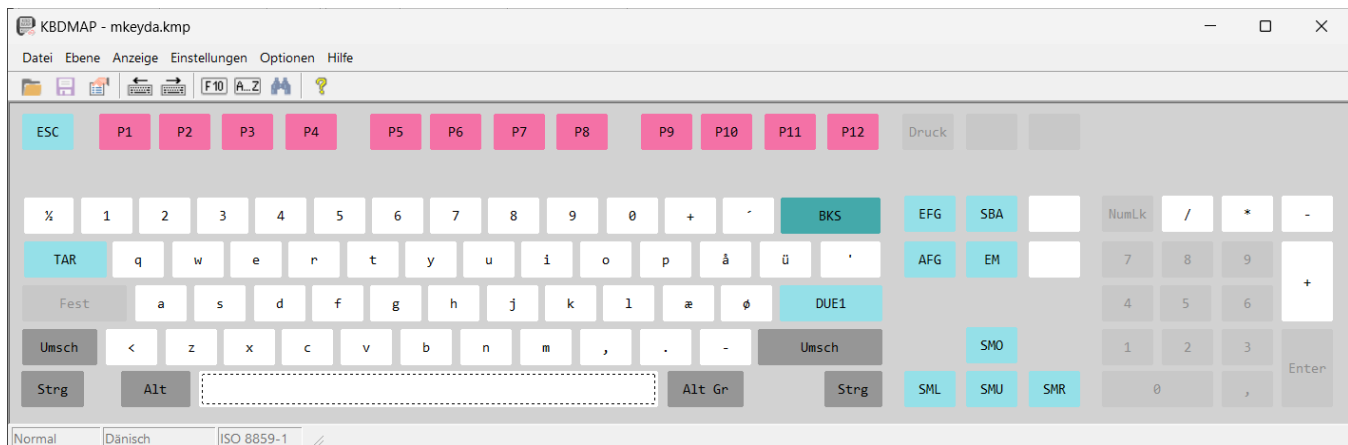 KBDMAP - mkeyda.kmp
Datei Ebene Anzeige Einstellungen Optionen Hilfe
F10 A...Z ?
ESC P1 P2 P3 P4 P5 P6 P7 P8 P9 P10 P11 P12 Druck
½ 1 2 3 4 5 6 7 8 9 0 + ´ BKS EFG SBA NumLk / * -
TAR q w e r t y u i o p å ü ' AFG EM 7 8 9 +
Fest a s d f g h j k l æ ø DUE1 4 5 6
Umsch < z x c v b n m , . - Umsch SMO 1 2 3 Enter
Strg Alt Alt Gr Strg SML SMU SMR 0 ,
Normal Dänisch ISO 8859-1